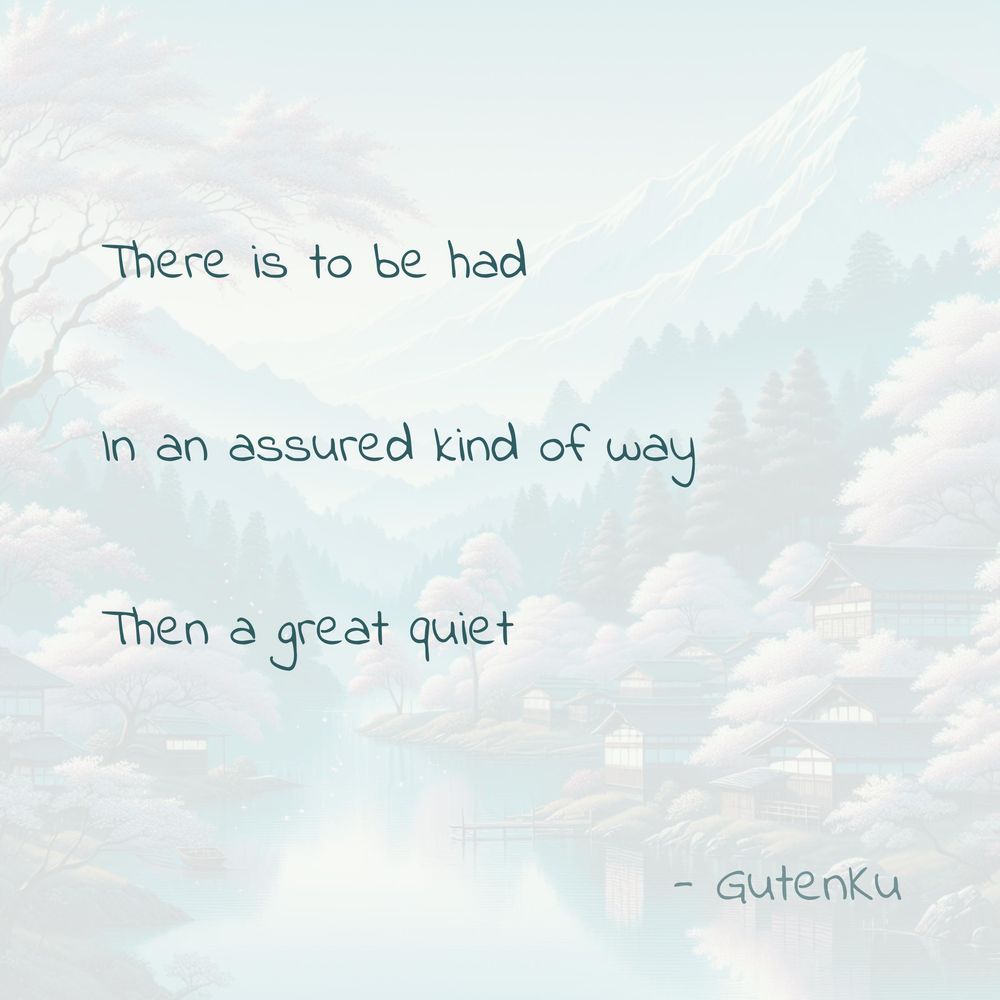 There is to be had
In an assured kind of way
Then a great quiet
- GutenKu